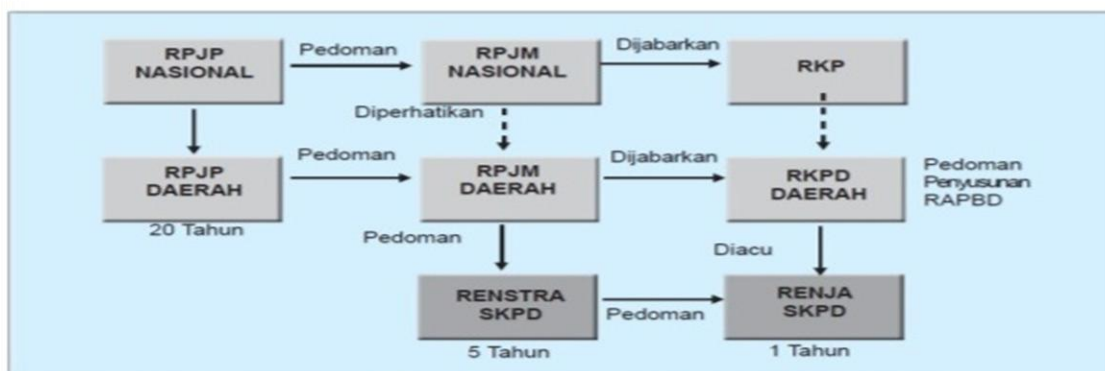 RPJP
NASIONAL
Pedoman
RPJM
NASIONAL
Dijabarkan
RKP
Diperhatikan
RPJP
DAERAH
Pedoman
RPJM
DAERAH
Dijabarkan
RKPD
DAERAH
Pedoman
Penyusunan
RAPBD
20 Tahun
Pedoman
Diacu
RENSTRA
SKPD
Pedoman
RENJA
SKPD
5 Tahun
1 Tahun